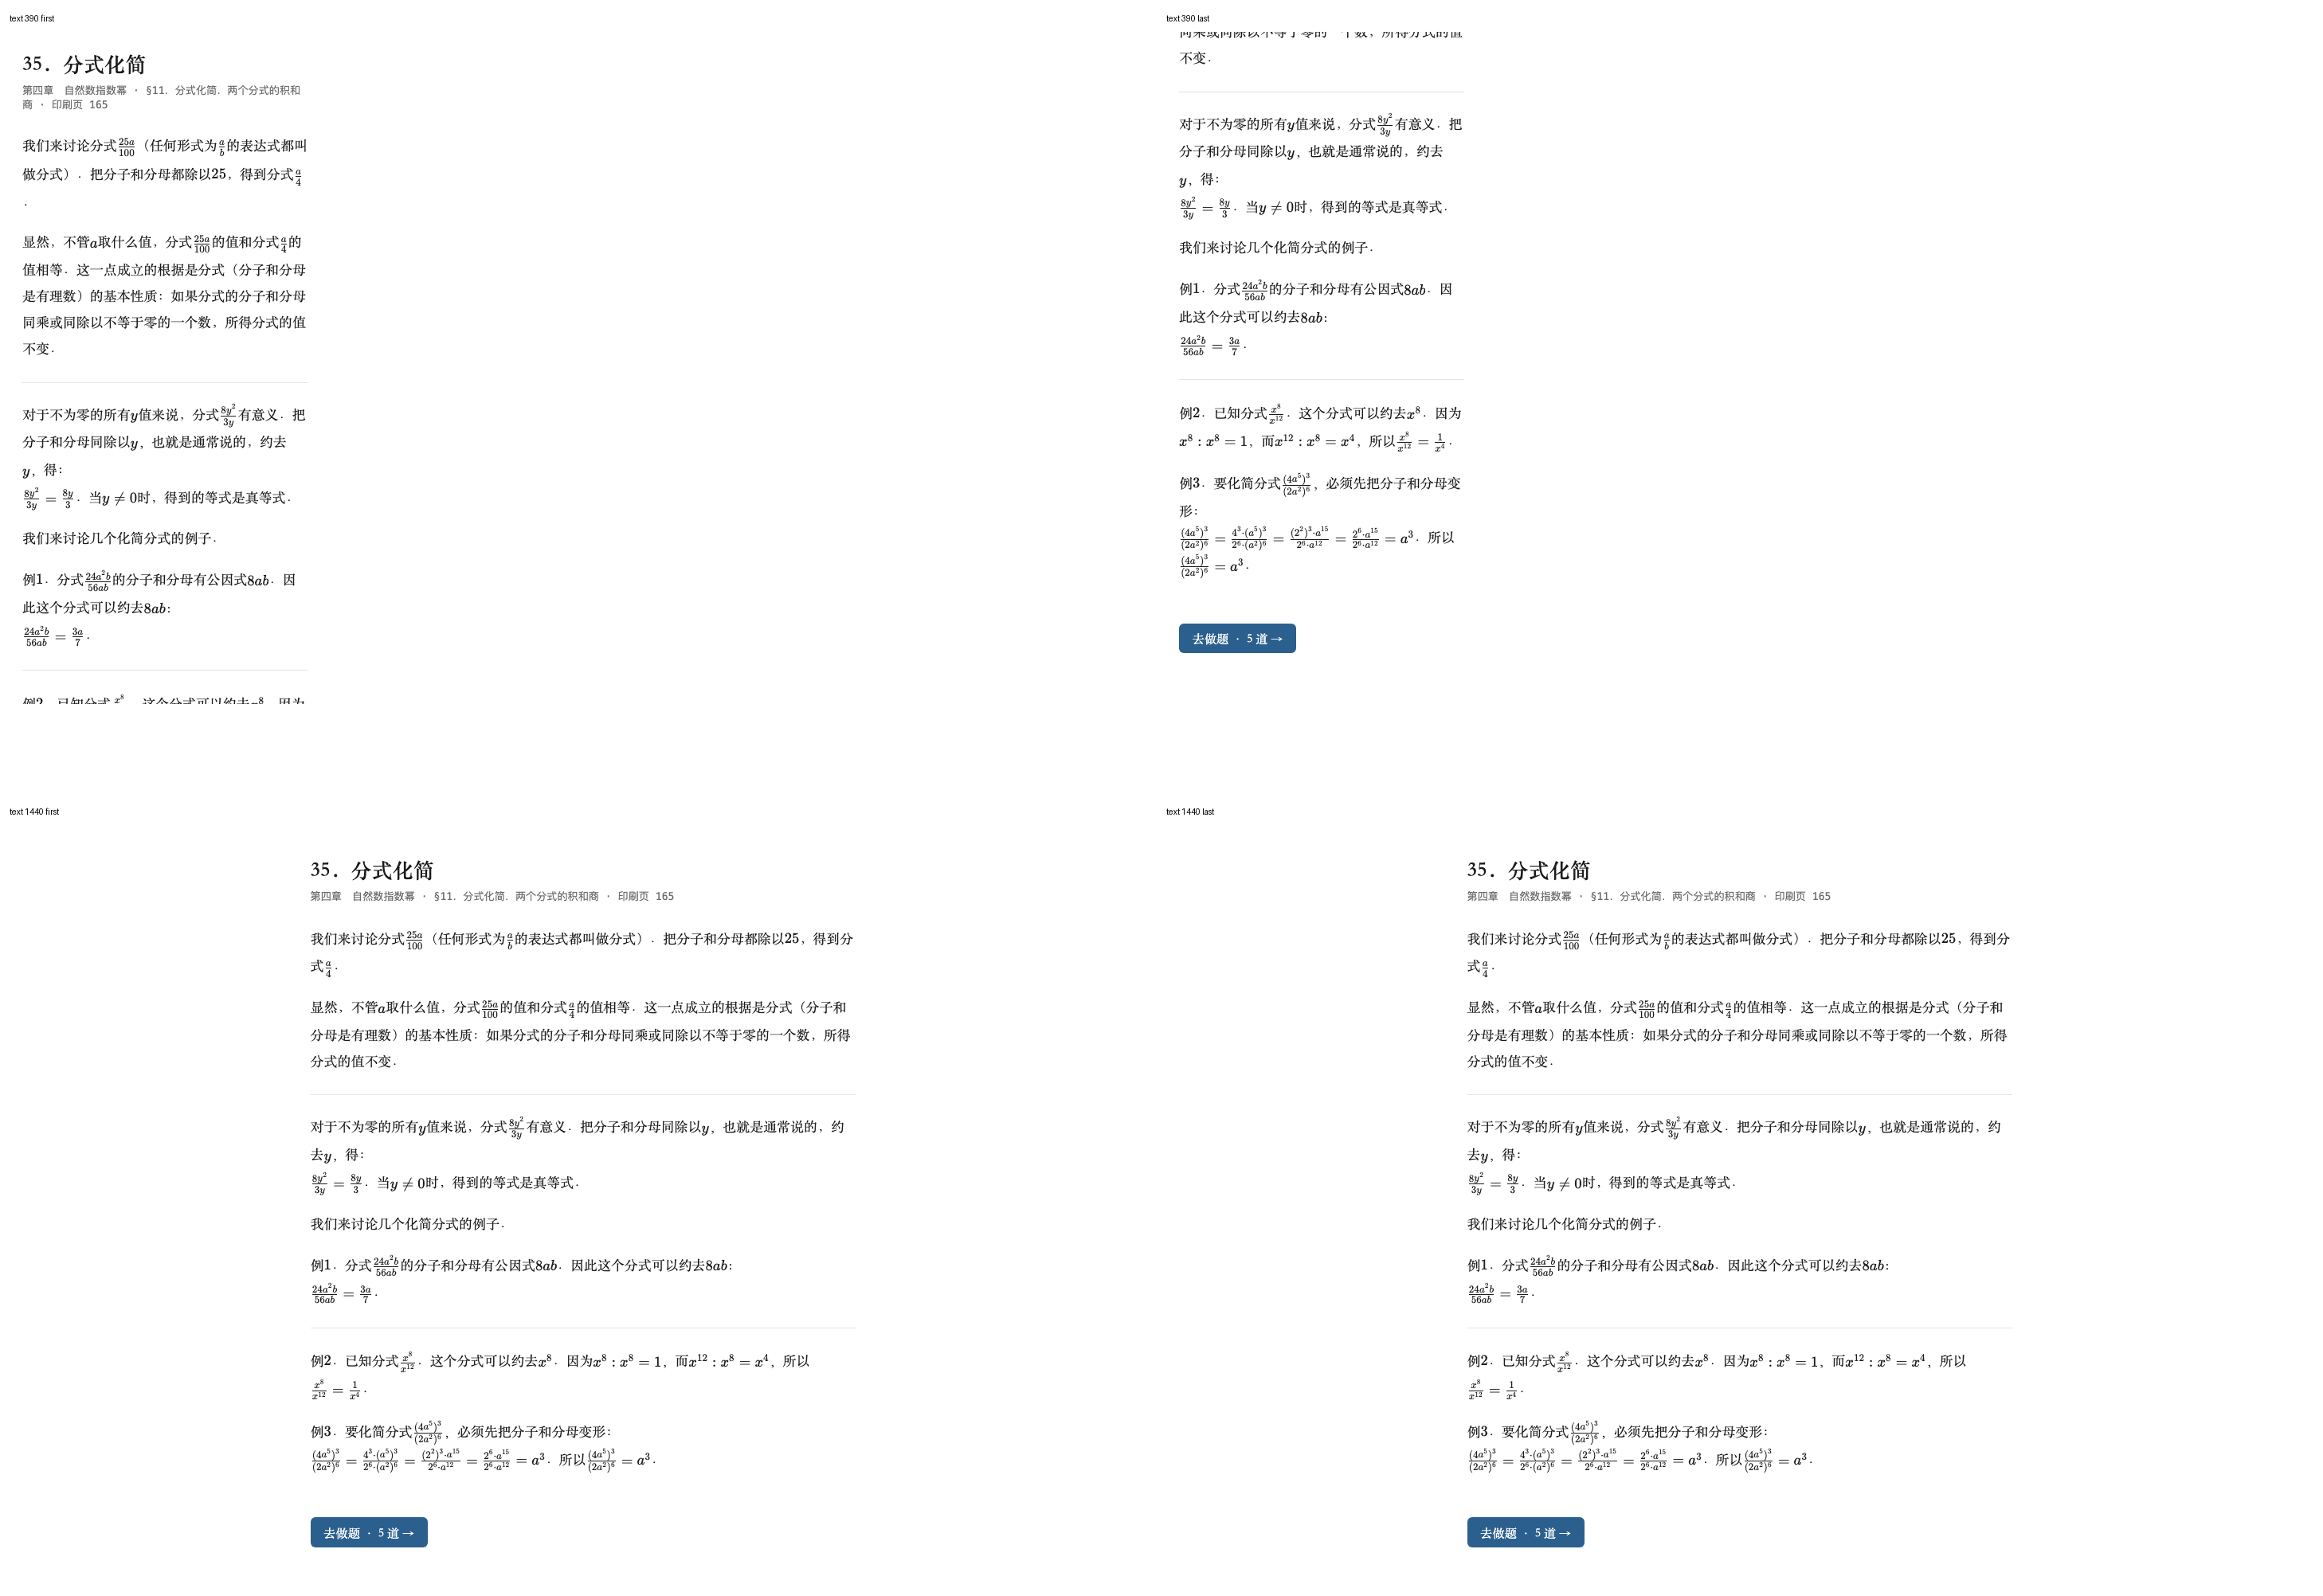 text 390 first
35．分式化简
第四章　自然数指数幂 · §11．分式化简．两个分式的积和
商 · 印刷页 165
我们来讨论分式25a/100（任何形式为a/b的表达式都叫
做分式）．把分子和分母都除以25，得到分式a/4
．
显然，不管a取什么值，分式25a/100的值和分式a/4的
值相等．这一点成立的根据是分式（分子和分母
是有理数）的基本性质：如果分式的分子和分母
同乘或同除以不等于零的一个数，所得分式的值
不变．
对于不为零的所有y值来说，分式8y²/3y有意义．把
分子和分母同除以y，也就是通常说的，约去
y，得：
8y²/3y = 8y/3．当y ≠ 0时，得到的等式是真等式．
我们来讨论几个化简分式的例子．
例1．分式24a²b/56ab的分子和分母有公因式8ab．因
此这个分式可以约去8ab：
24a²b/56ab = 3a/7．
例2．已知分式
text 390 last
不变．
对于不为零的所有y值来说，分式8y²/3y有意义．把
分子和分母同除以y，也就是通常说的，约去
y，得：
8y²/3y = 8y/3．当y ≠ 0时，得到的等式是真等式．
我们来讨论几个化简分式的例子．
例1．分式24a²b/56ab的分子和分母有公因式8ab．因
此这个分式可以约去8ab：
24a²b/56ab = 3a/7．
例2．已知分式x⁸/x¹²．这个分式可以约去x⁸．因为
x⁸ : x⁸ = 1，而x¹² : x⁸ = x⁴，所以x⁸/x¹² = 1/x⁴．
例3．要化简分式(4a⁵)³/(2a²)⁶，必须先把分子和分母变
形：
(4a⁵)³/(2a²)⁶ = 4³·(a⁵)³/2⁶·(a²)⁶ = (2²)³·a¹⁵/2⁶·a¹² = 2⁶·a¹⁵/2⁶·a¹² = a³．所以
(4a⁵)³/(2a²)⁶ = a³．
去做题 · 5 道 →
text 1440 first
35．分式化简
第四章　自然数指数幂 · §11．分式化简．两个分式的积和商 · 印刷页 165
我们来讨论分式25a/100（任何形式为a/b的表达式都叫做分式）．把分子和分母都除以25，得到分
式a/4．
显然，不管a取什么值，分式25a/100的值和分式a/4的值相等．这一点成立的根据是分式（分子和
分母是有理数）的基本性质：如果分式的分子和分母同乘或同除以不等于零的一个数，所得
分式的值不变．
对于不为零的所有y值来说，分式8y²/3y有意义．把分子和分母同除以y，也就是通常说的，约
去y，得：
8y²/3y = 8y/3．当y ≠ 0时，得到的等式是真等式．
我们来讨论几个化简分式的例子．
例1．分式24a²b/56ab的分子和分母有公因式8ab．因此这个分式可以约去8ab：
24a²b/56ab = 3a/7．
例2．已知分式x⁸/x¹²．这个分式可以约去x⁸．因为x⁸ : x⁸ = 1，而x¹² : x⁸ = x⁴，所以
x⁸/x¹² = 1/x⁴．
例3．要化简分式(4a⁵)³/(2a²)⁶，必须先把分子和分母变形：
(4a⁵)³/(2a²)⁶ = 4³·(a⁵)³/2⁶·(a²)⁶ = (2²)³·a¹⁵/2⁶·a¹² = 2⁶·a¹⁵/2⁶·a¹² = a³．所以(4a⁵)³/(2a²)⁶ = a³．
去做题 · 5 道 →
text 1440 last
35．分式化简
第四章　自然数指数幂 · §11．分式化简．两个分式的积和商 · 印刷页 165
我们来讨论分式25a/100（任何形式为a/b的表达式都叫做分式）．把分子和分母都除以25，得到分
式a/4．
显然，不管a取什么值，分式25a/100的值和分式a/4的值相等．这一点成立的根据是分式（分子和
分母是有理数）的基本性质：如果分式的分子和分母同乘或同除以不等于零的一个数，所得
分式的值不变．
对于不为零的所有y值来说，分式8y²/3y有意义．把分子和分母同除以y，也就是通常说的，约
去y，得：
8y²/3y = 8y/3．当y ≠ 0时，得到的等式是真等式．
我们来讨论几个化简分式的例子．
例1．分式24a²b/56ab的分子和分母有公因式8ab．因此这个分式可以约去8ab：
24a²b/56ab = 3a/7．
例2．已知分式x⁸/x¹²．这个分式可以约去x⁸．因为x⁸ : x⁸ = 1，而x¹² : x⁸ = x⁴，所以
x⁸/x¹² = 1/x⁴．
例3．要化简分式(4a⁵)³/(2a²)⁶，必须先把分子和分母变形：
(4a⁵)³/(2a²)⁶ = 4³·(a⁵)³/2⁶·(a²)⁶ = (2²)³·a¹⁵/2⁶·a¹² = 2⁶·a¹⁵/2⁶·a¹² = a³．所以(4a⁵)³/(2a²)⁶ = a³．
去做题 · 5 道 →